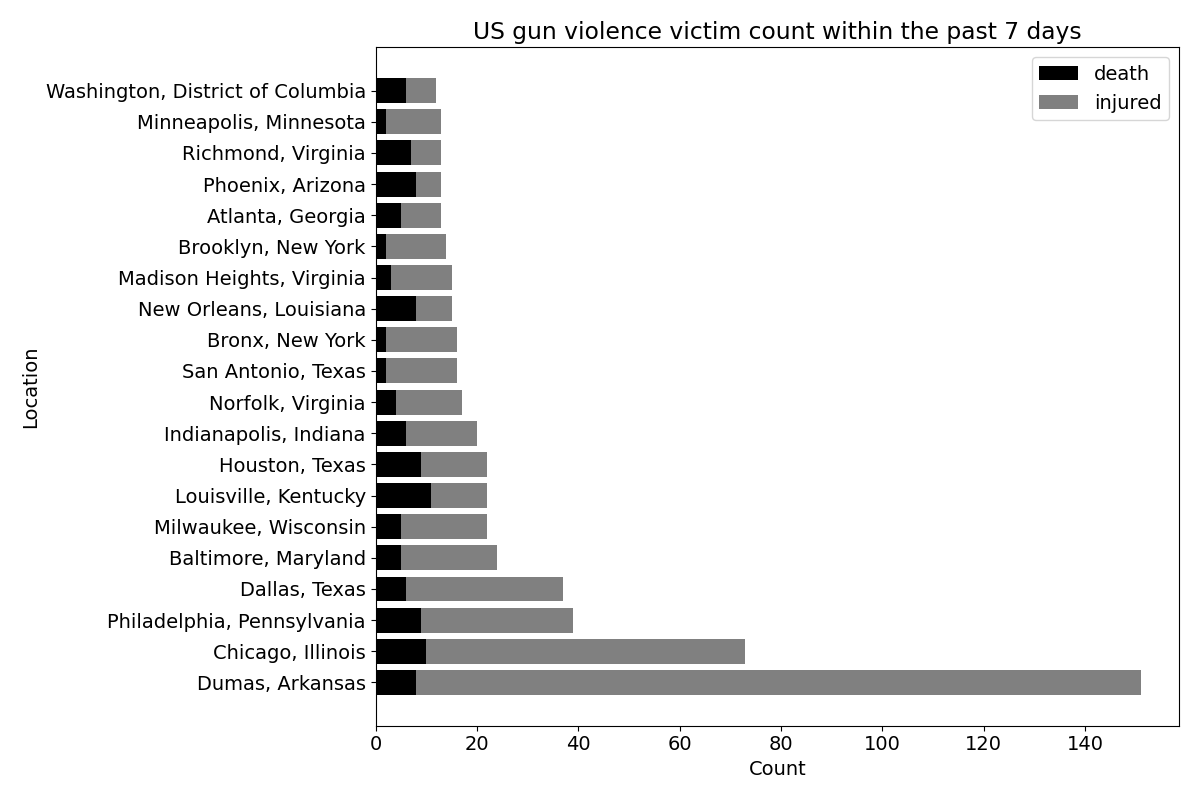 US gun violence victim count within the past 7 days
death
injured
Washington, District of Columbia
Minneapolis, Minnesota
Richmond, Virginia
Phoenix, Arizona
Atlanta, Georgia
Brooklyn, New York
Madison Heights, Virginia
New Orleans, Louisiana
Bronx, New York
San Antonio, Texas
Norfolk, Virginia
Indianapolis, Indiana
Houston, Texas
Louisville, Kentucky
Milwaukee, Wisconsin
Baltimore, Maryland
Dallas, Texas
Philadelphia, Pennsylvania
Chicago, Illinois
Dumas, Arkansas
Location
0 20 40 60 80 100 120 140
Count